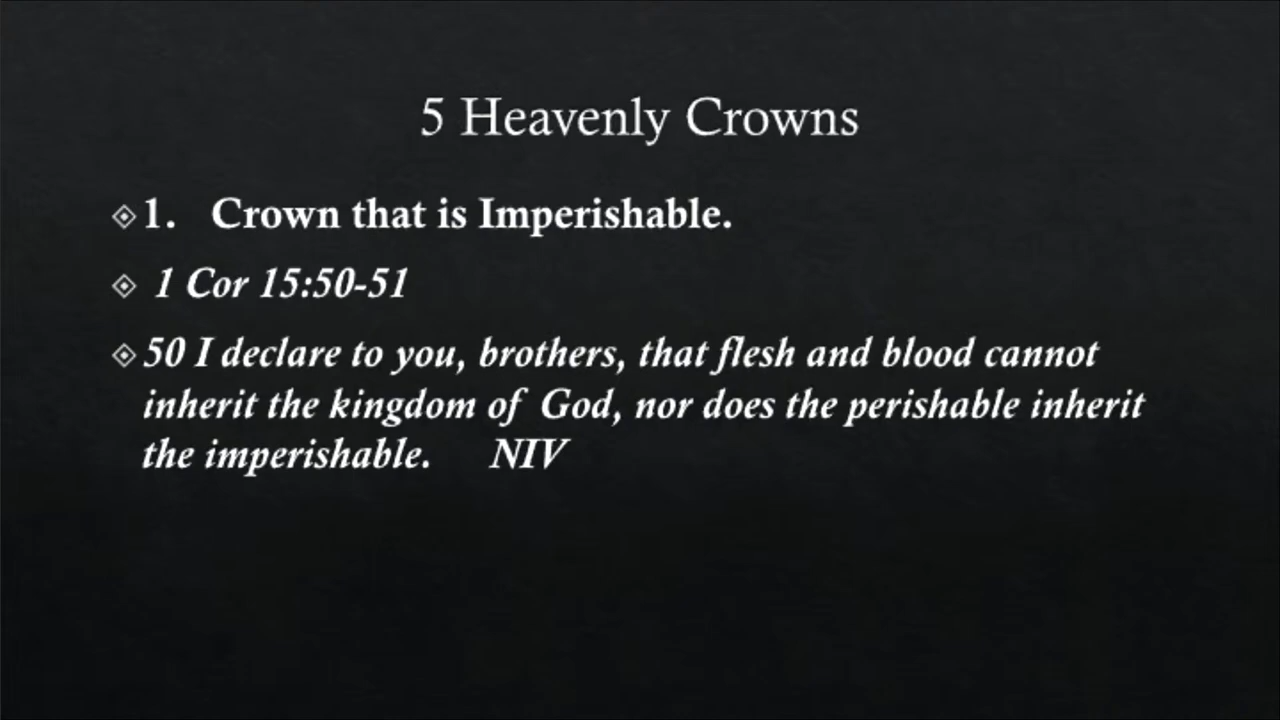 5 Heavenly Crowns
1. Crown that is Imperishable.
1 Cor 15:50-51
50 I declare to you, brothers, that flesh and blood cannot
inherit the kingdom of God, nor does the perishable inherit
the imperishable. NIV